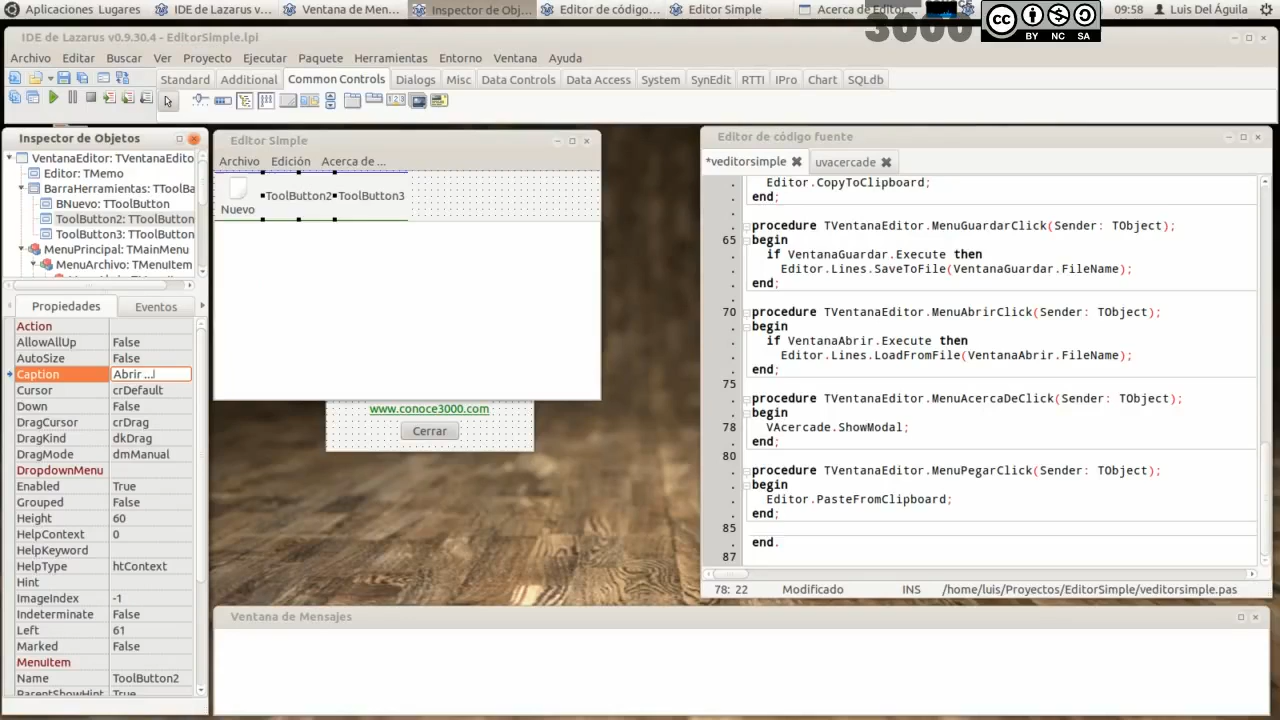 Aplicaciones Lugares
IDE de Lazarus v...
Ventana de Men...
Inspector de Obj...
Editor de código...
Editor Simple
Acerca de Editor...
09:58
Luis Del Águila
3000
cc
BY NC SA
IDE de Lazarus v0.9.30.4 - EditorSimple.lpi
Archivo Editar Buscar Ver Proyecto Ejecutar Paquete Herramientas Entorno Ventana Ayuda
Standard Additional Common Controls Dialogs Misc Data Controls Data Access System SynEdit RTTI IPro Chart SQLdb
Inspector de Objetos
VentanaEditor: TVentanaEdito
Editor: TMemo
BarraHerramientas: TToolBa
BNuevo: TToolButton
ToolButton2: TToolButton
ToolButton3: TToolButton
MenuPrincipal: TMainMenu
MenuArchivo: TMenuItem
Propiedades Eventos
Action
AllowAllUp False
AutoSize False
Caption Abrir ...
Cursor crDefault
Down False
DragCursor crDrag
DragKind dkDrag
DragMode dmManual
DropdownMenu
Enabled True
Grouped False
Height 60
HelpContext 0
HelpKeyword
HelpType htContext
Hint
ImageIndex -1
Indeterminate False
Left 61
Marked False
MenuItem
Name ToolButton2
ParentShowHint True
Editor Simple
Archivo Edición Acerca de ...
Nuevo
ToolButton2 ToolButton3
www.conoce3000.com
Cerrar
Editor de código fuente
*veditorsimple uvacercade
Editor.CopyToClipboard;
end;
procedure TVentanaEditor.MenuGuardarClick(Sender: TObject);
65 begin
if VentanaGuardar.Execute then
Editor.Lines.SaveToFile(VentanaGuardar.FileName);
end;
70 procedure TVentanaEditor.MenuAbrirClick(Sender: TObject);
begin
if VentanaAbrir.Execute then
Editor.Lines.LoadFromFile(VentanaAbrir.FileName);
end;
75
procedure TVentanaEditor.MenuAcercaDeClick(Sender: TObject);
begin
78 VAcercade.ShowModal;
end;
80
procedure TVentanaEditor.MenuPegarClick(Sender: TObject);
begin
Editor.PasteFromClipboard;
end;
85
end.
87
78: 22 Modificado INS /home/luis/Proyectos/EditorSimple/veditorsimple.pas
Ventana de Mensajes